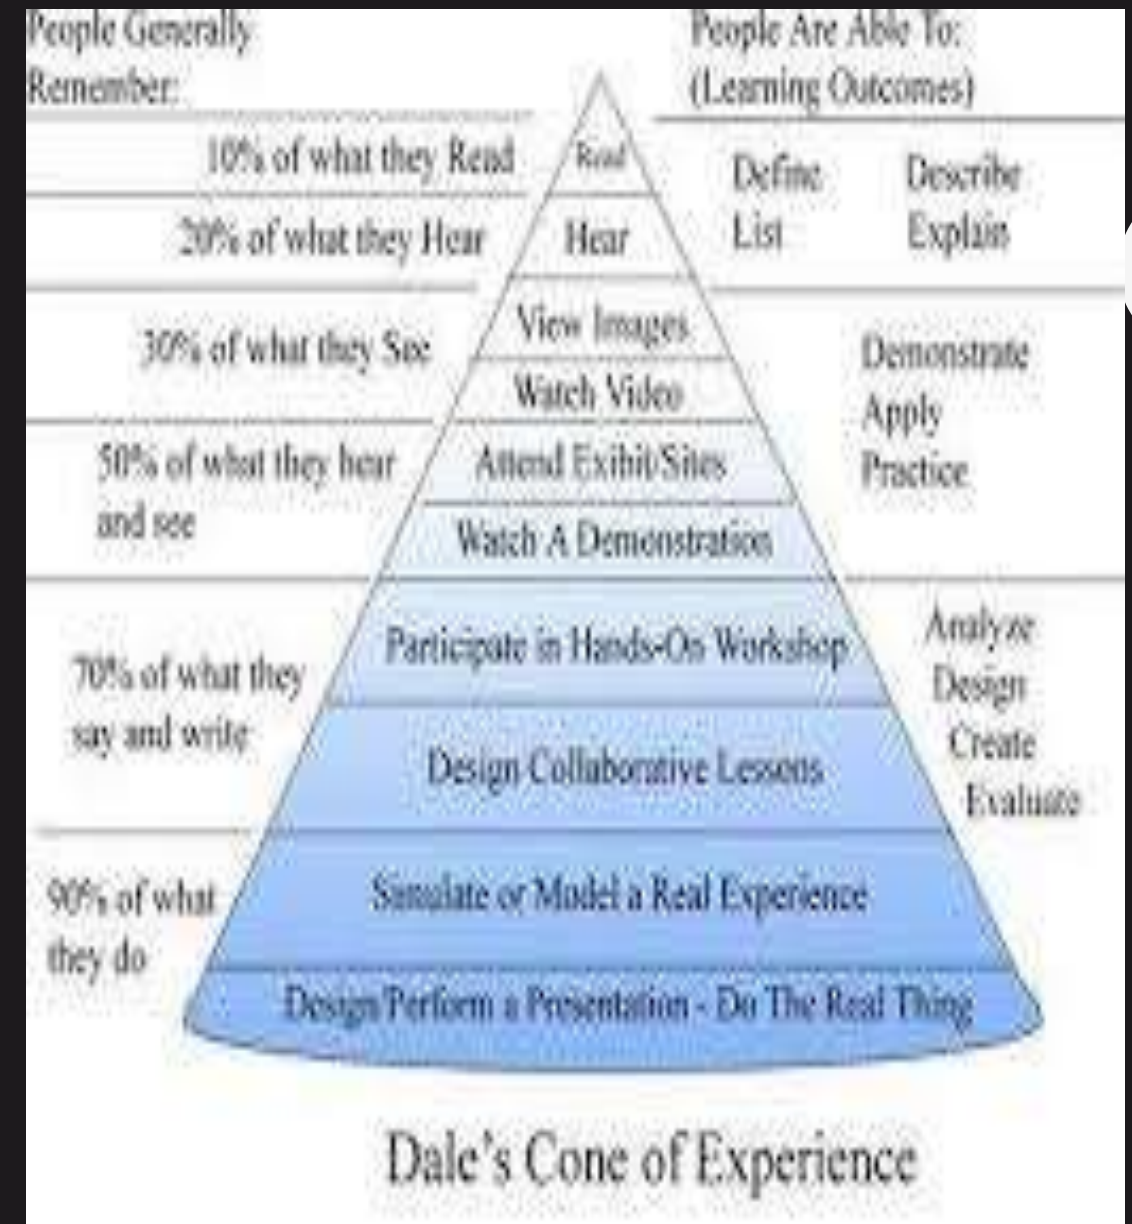 People Generally
Remember:
People Are Able To:
(Learning Outcomes)
10% of what they Read
Read
Define
Describe
20% of what they Hear
Hear
List
Explain
30% of what they See
View Images
Watch Video
Demonstrate
Apply
Practice
50% of what they hear
and see
Attend Exibit/Sites
Watch A Demonstration
70% of what they
say and write
Participate in Hands-On Workshop
Design Collaborative Lessons
Analyze
Design
Create
Evaluate
90% of what
they do
Simulate or Model a Real Experience
Design/Perform a Presentation - Do The Real Thing
Dale's Cone of Experience